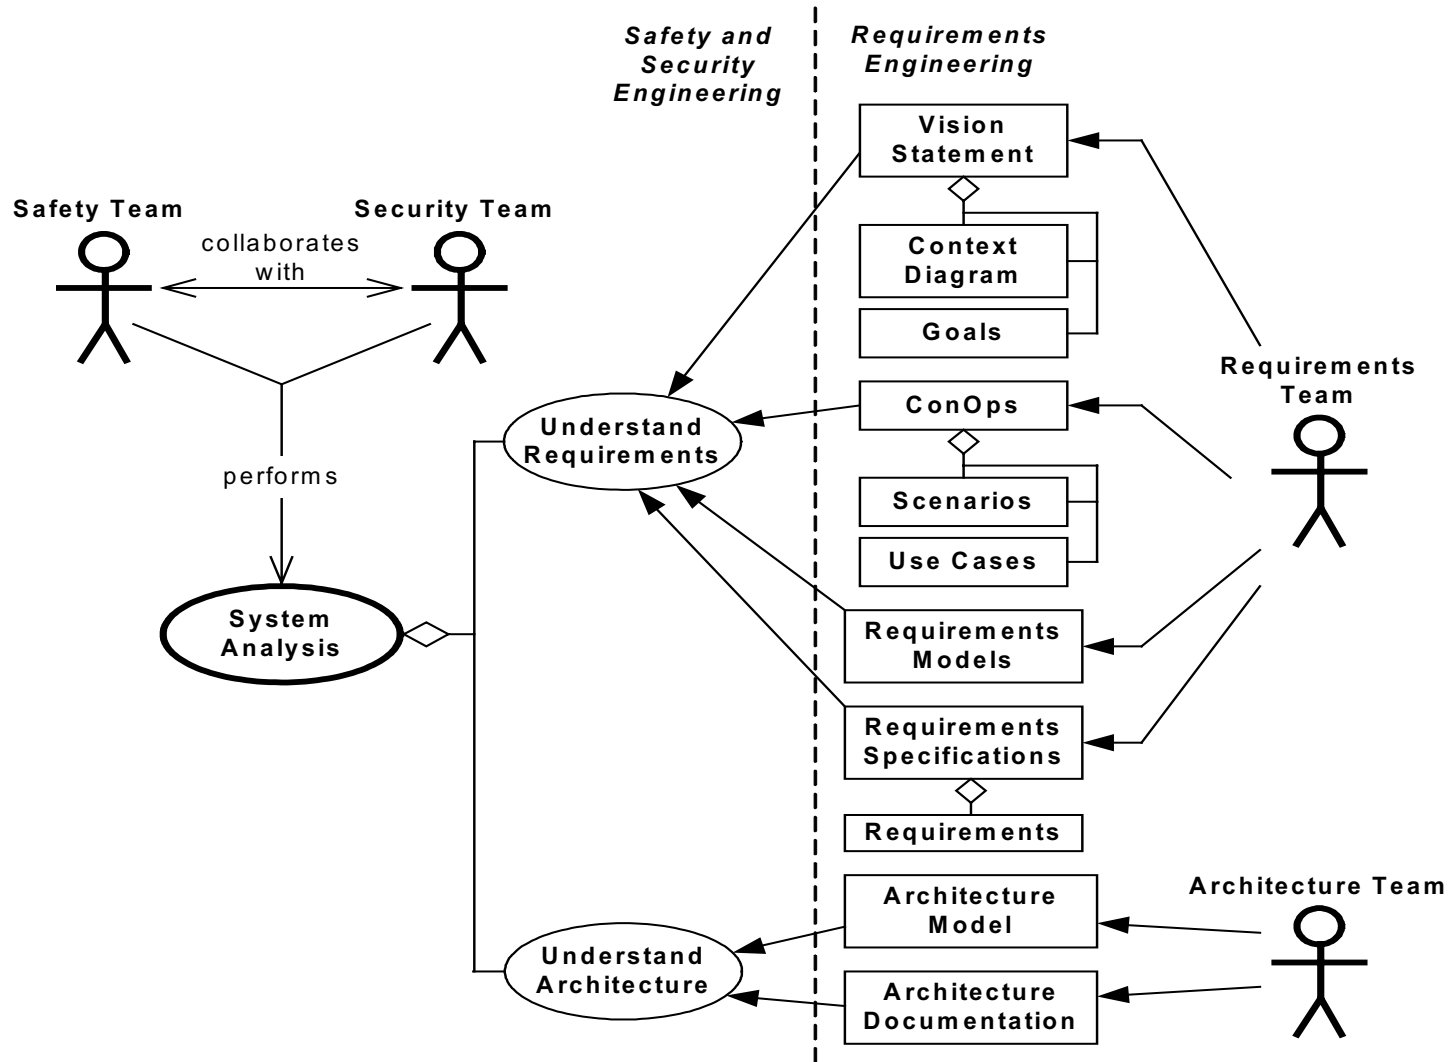 Safety and
Security
Engineering
Requirements
Engineering
Vision
Statement
Safety Team
Security Team
collaborates
with
Context
Diagram
Goals
Requirements
Team
ConOps
Understand
Requirements
performs
Scenarios
Use Cases
System
Analysis
Requirements
Models
Requirements
Specifications
Requirements
Architecture Team
Architecture
Model
Understand
Architecture
Architecture
Documentation